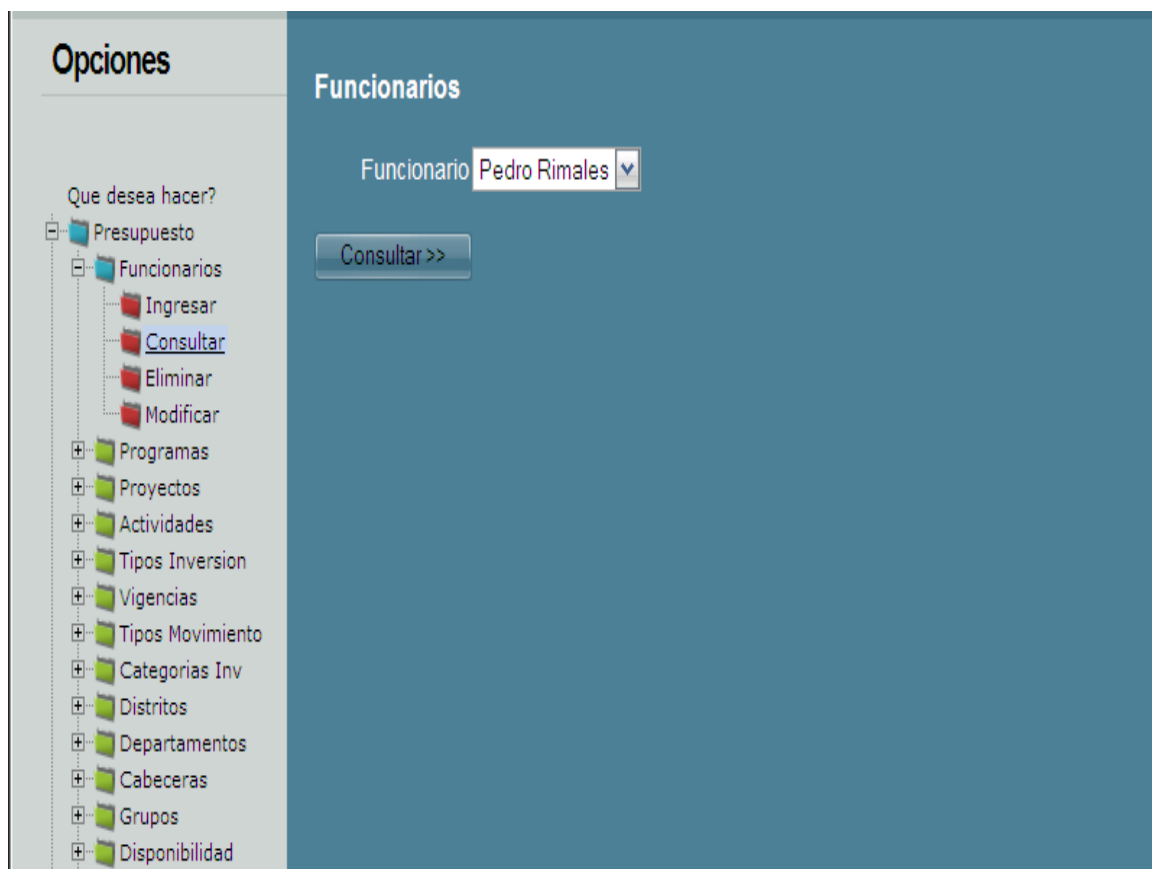 Opciones
Que desea hacer?
Presupuesto
Funcionarios
Ingresar
Consultar
Eliminar
Modificar
Programas
Proyectos
Actividades
Tipos Inversion
Vigencias
Tipos Movimiento
Categorias Inv
Distritos
Departamentos
Cabeceras
Grupos
Disponibilidad
Funcionarios
Funcionario Pedro Rimales
Consultar >>